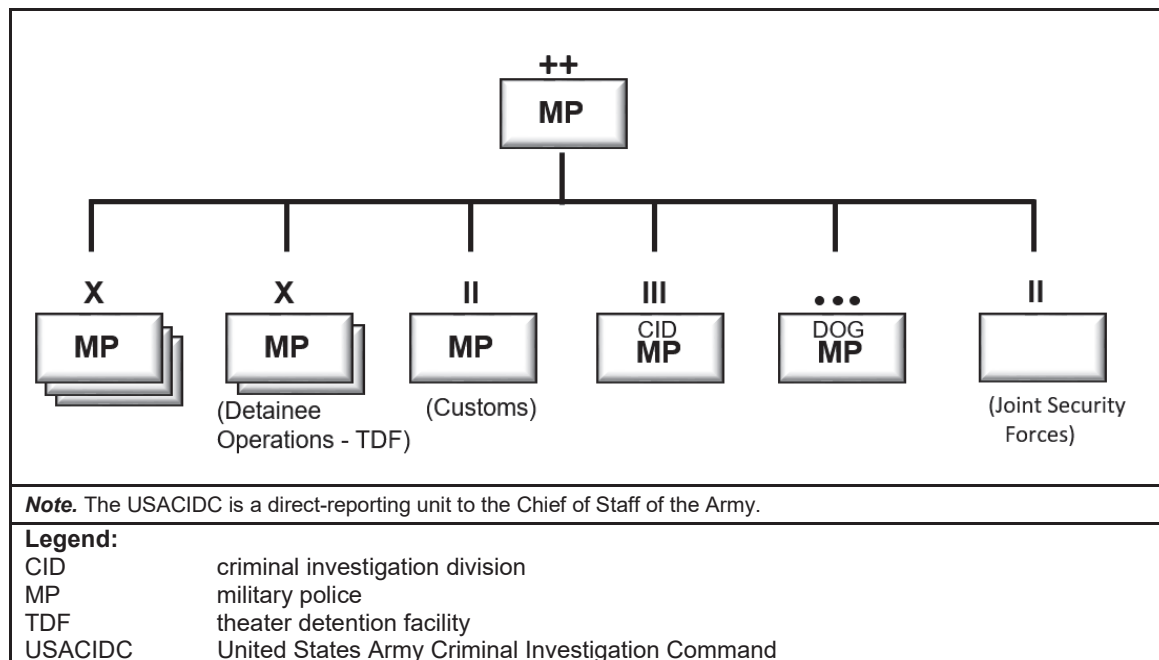 ++
MP
X X II III ••• II
MP MP MP CID MP DOG MP
(Detainee Operations - TDF)
(Customs)
(Joint Security Forces)
Note. The USACIDC is a direct-reporting unit to the Chief of Staff of the Army.
Legend:
CID criminal investigation division
MP military police
TDF theater detention facility
USACIDC United States Army Criminal Investigation Command